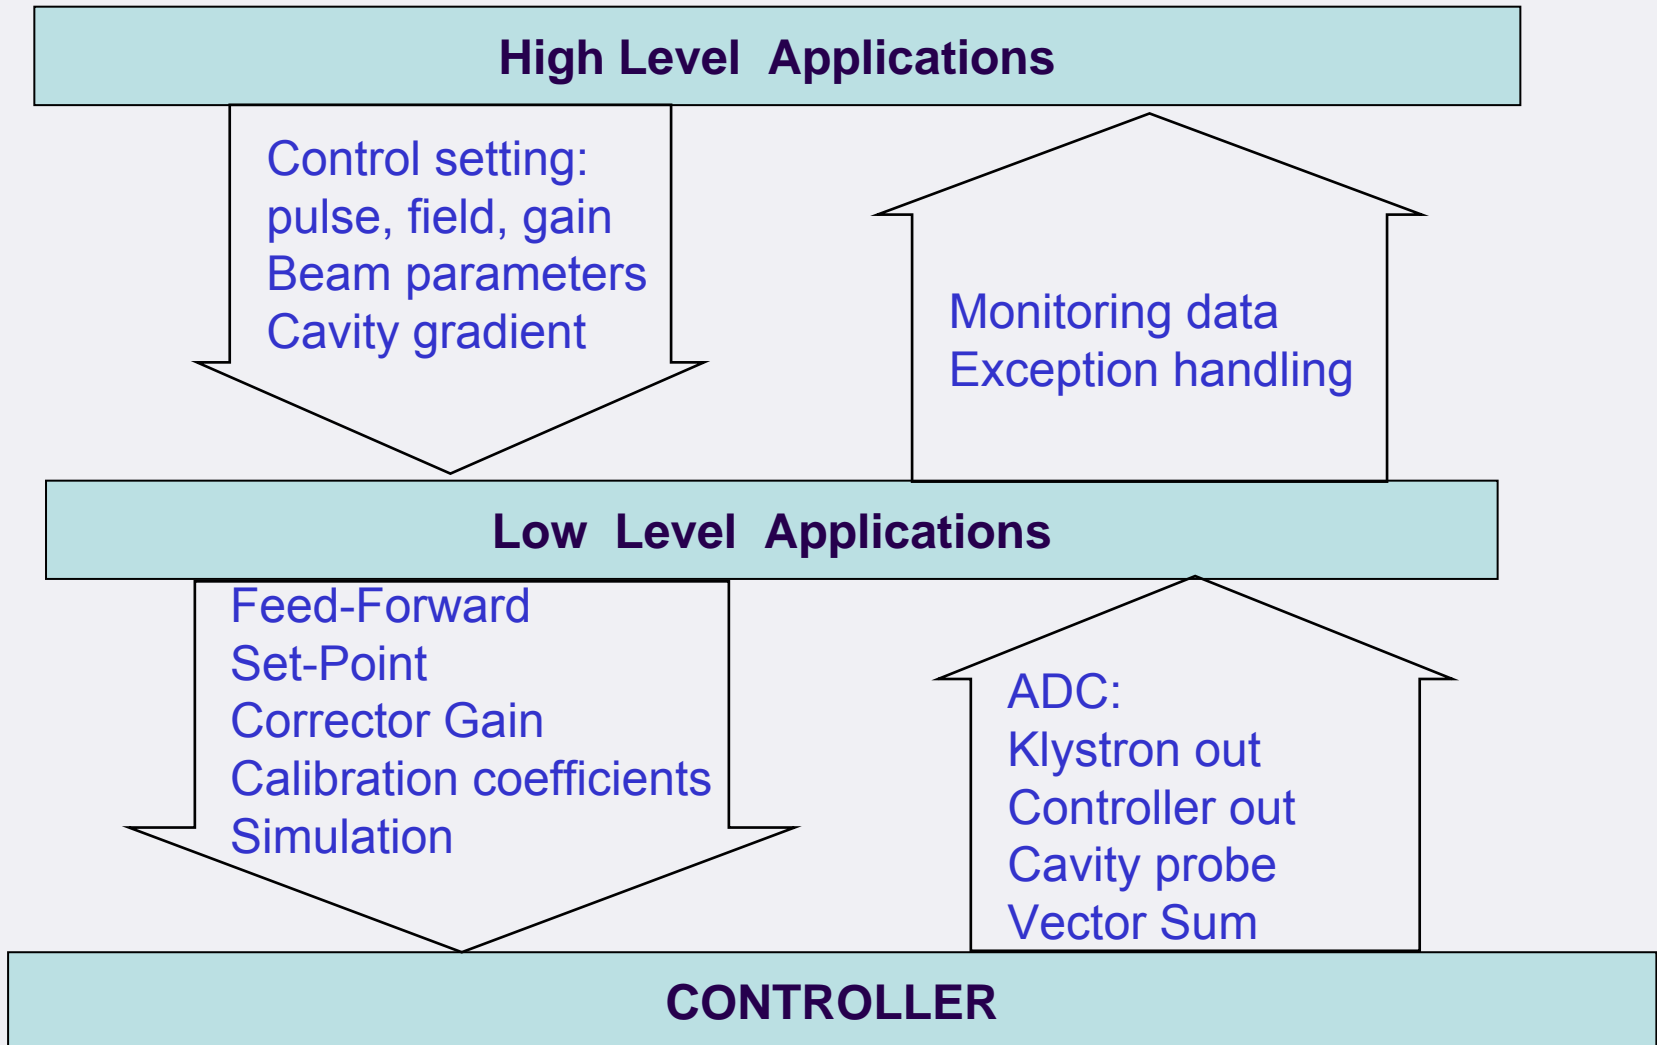 High Level Applications
Control setting:
pulse, field, gain
Beam parameters
Cavity gradient
Monitoring data
Exception handling
Low Level Applications
Feed-Forward
Set-Point
Corrector Gain
Calibration coefficients
Simulation
ADC:
Klystron out
Controller out
Cavity probe
Vector Sum
CONTROLLER